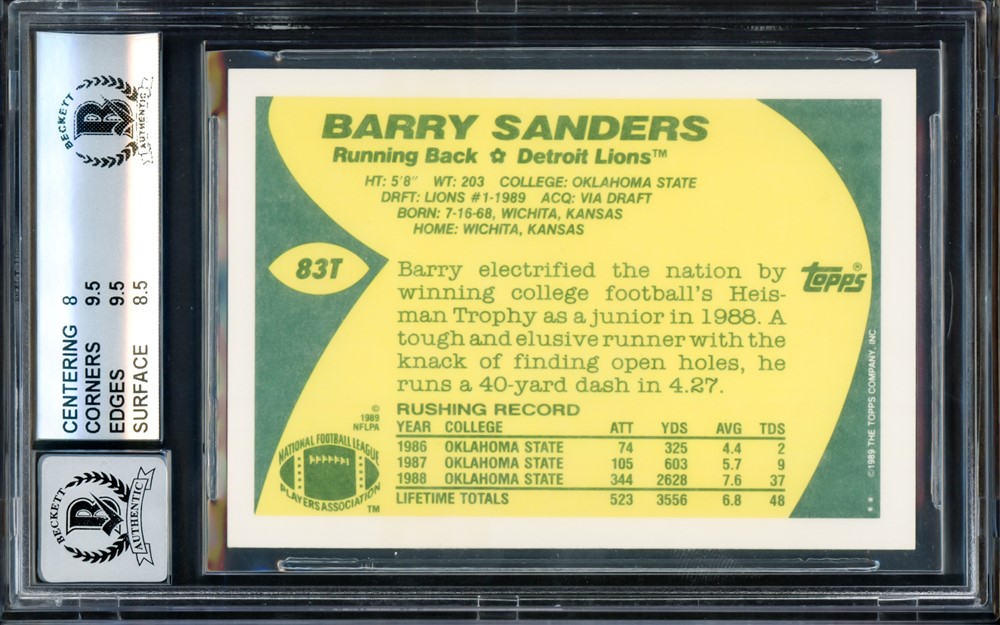 BECKETT
B
AUTHENTIC
CENTERING 8
CORNERS 9.5
EDGES 9.5
SURFACE 8.5
BECKETT
B
AUTHENTIC
BARRY SANDERS
Running Back ✿ Detroit Lions™
HT: 5'8" WT: 203 COLLEGE: OKLAHOMA STATE
DRFT: LIONS #1-1989 ACQ: VIA DRAFT
BORN: 7-16-68, WICHITA, KANSAS
HOME: WICHITA, KANSAS
83T
Barry electrified the nation by
winning college football's Heis-
man Trophy as a junior in 1988. A
tough and elusive runner with the
knack of finding open holes, he
runs a 40-yard dash in 4.27.
topps®
RUSHING RECORD
YEAR COLLEGE ATT YDS AVG TDS
1986 OKLAHOMA STATE 74 325 4.4 2
1987 OKLAHOMA STATE 105 603 5.7 9
1988 OKLAHOMA STATE 344 2628 7.6 37
LIFETIME TOTALS 523 3556 6.8 48
©
1989
NFLPA
NATIONAL FOOTBALL LEAGUE
PLAYERS ASSOCIATION
™
** ©1989 THE TOPPS COMPANY, INC